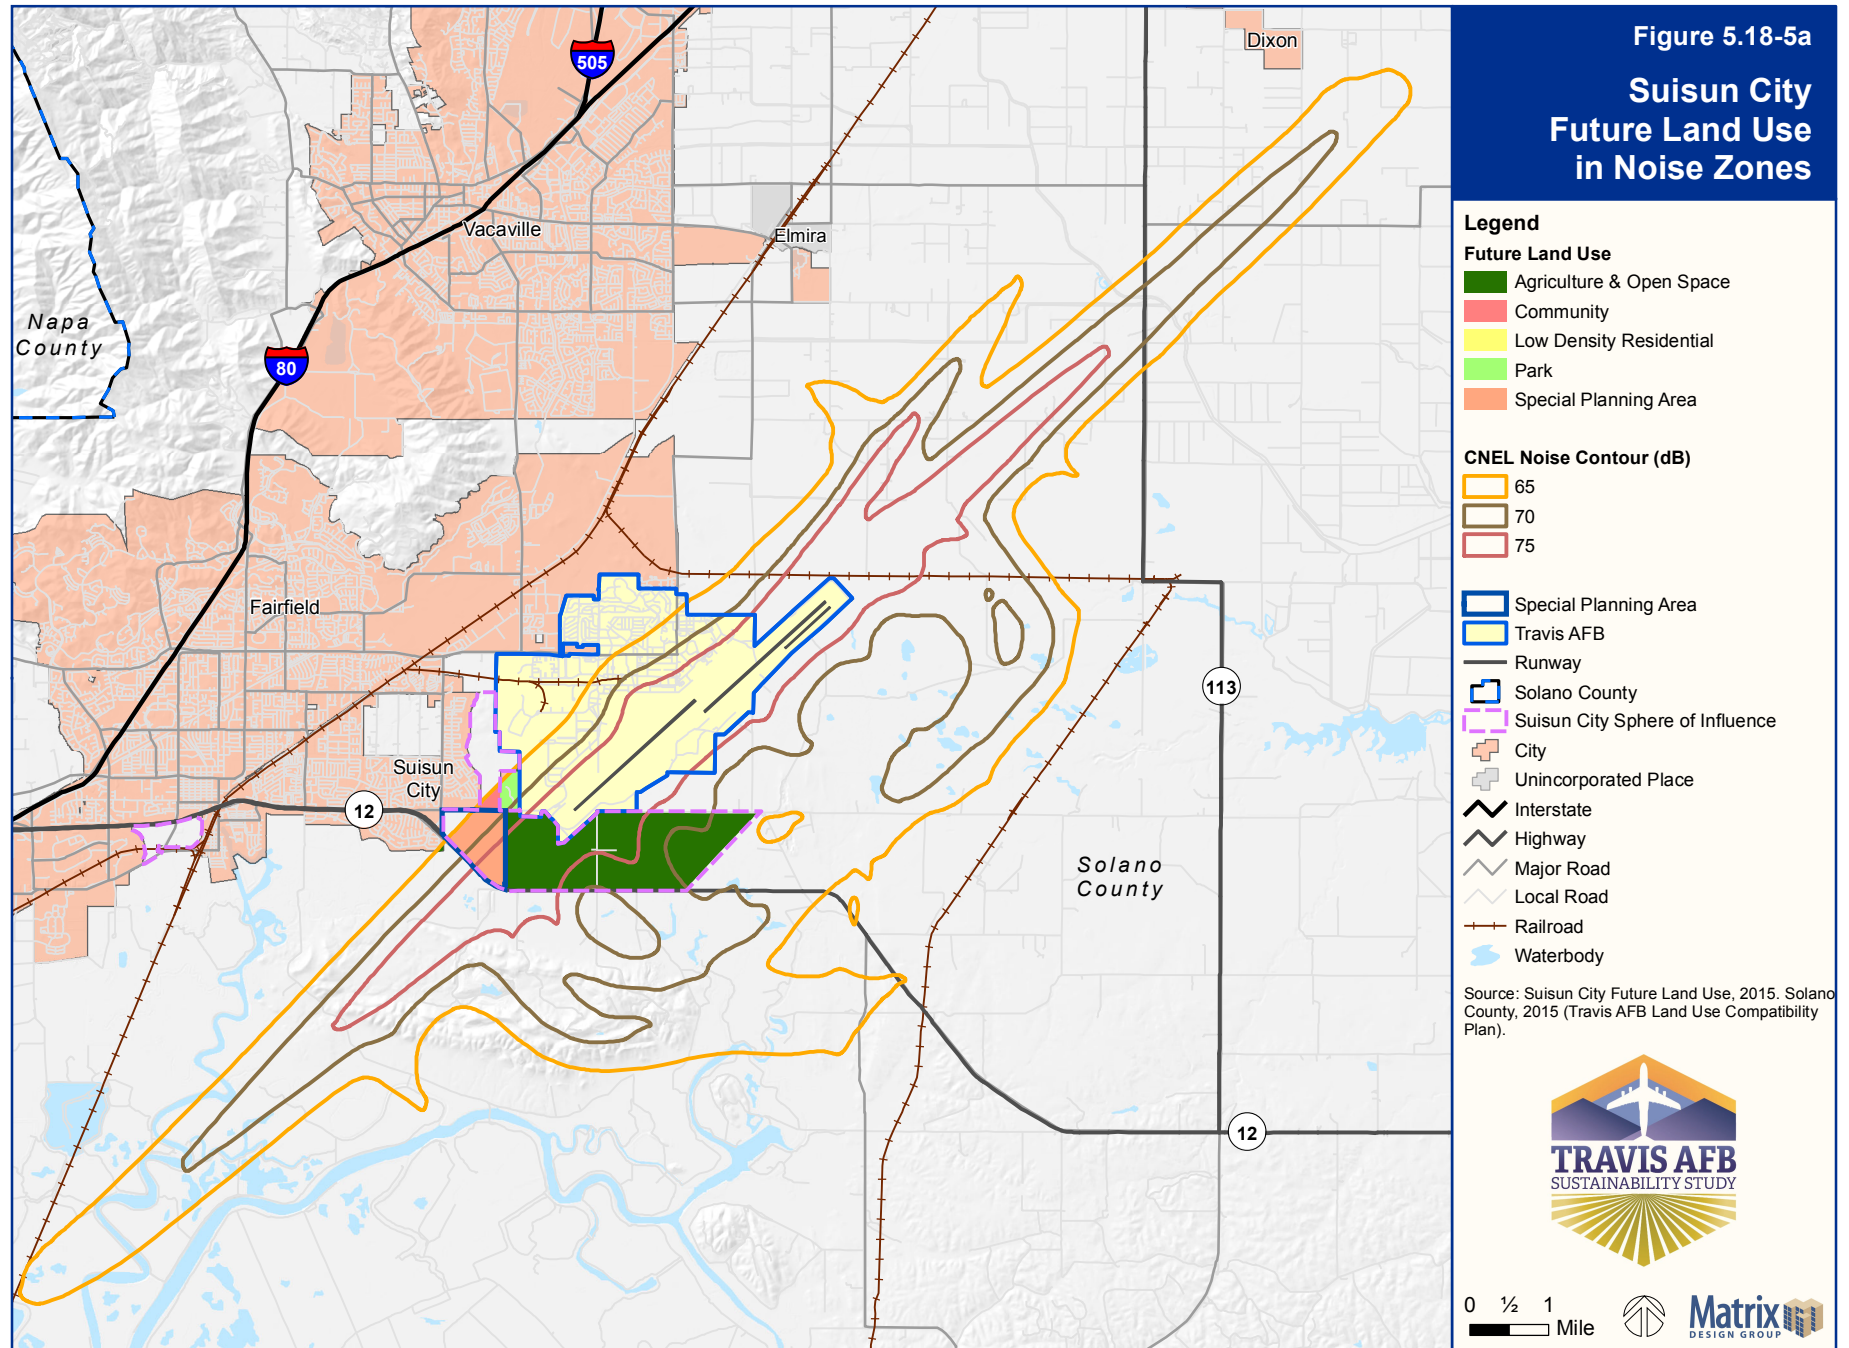 Figure 5.18-5a
Suisun City
Future Land Use
in Noise Zones
Legend
Future Land Use
Agriculture & Open Space
Community
Low Density Residential
Park
Special Planning Area
CNEL Noise Contour (dB)
65
70
75
Special Planning Area
Travis AFB
Runway
Solano County
Suisun City Sphere of Influence
City
Unincorporated Place
Interstate
Highway
Major Road
Local Road
Railroad
Waterbody
Source: Suisun City Future Land Use, 2015. Solano
County, 2015 (Travis AFB Land Use Compatibility
Plan).
TRAVIS AFB
SUSTAINABILITY STUDY
0 ½ 1
Mile
Matrix
DESIGN GROUP
505
Dixon
Vacaville
Elmira
Napa
County
80
Fairfield
113
Suisun
City
12
Solano
County
12